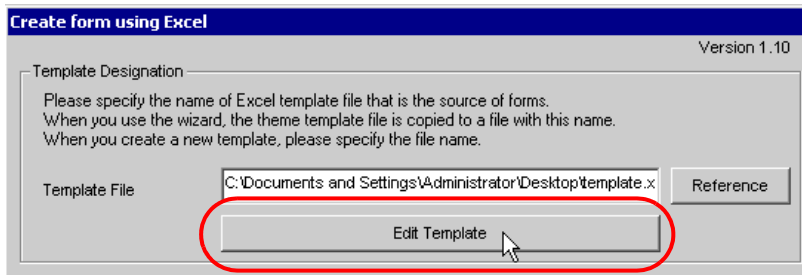 Create form using Excel
Version 1.10
Template Designation
Please specify the name of Excel template file that is the source of forms.
When you use the wizard, the theme template file is copied to a file with this name.
When you create a new template, please specify the file name.
Template File
C:\Documents and Settings\Administrator\Desktop\template.x
Reference
Edit Template